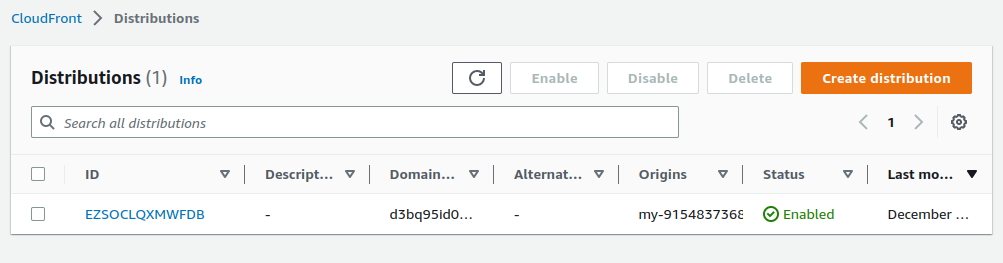 CloudFront > Distributions
Distributions (1) Info Enable Disable Delete Create distribution
Search all distributions 1
ID Descript... Domain... Alternat... Origins Status Last mo...
EZSOCLQXMWFDB - d3bq95id0... - my-9154837368 Enabled December ...